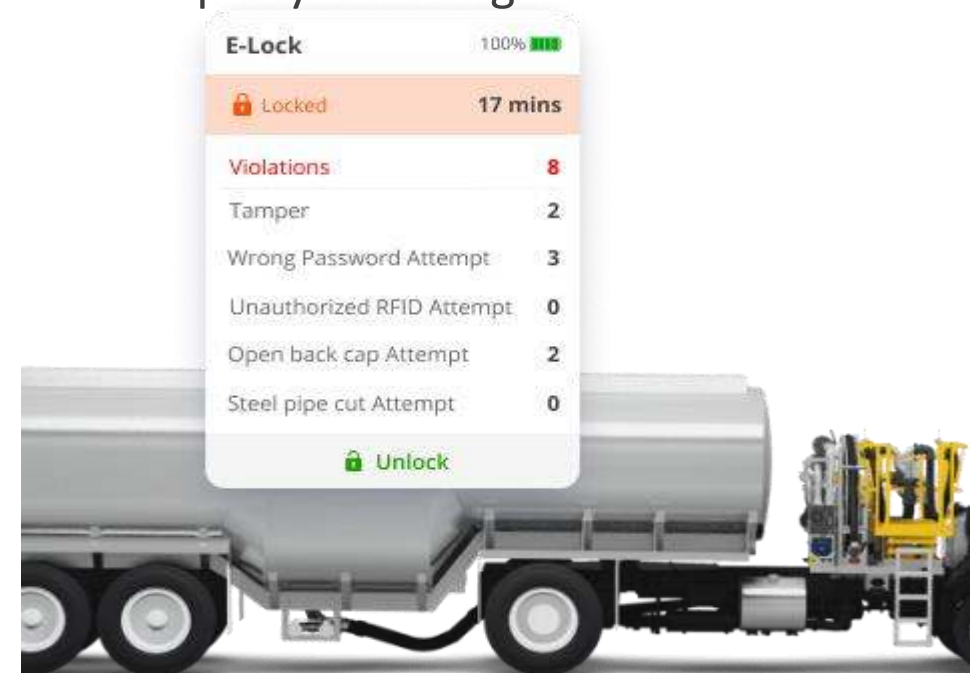 E-Lock 100%
Locked 17 mins
Violations 8
Tamper 2
Wrong Password Attempt 3
Unauthorized RFID Attempt 0
Open back cap Attempt 2
Steel pipe cut Attempt 0
Unlock